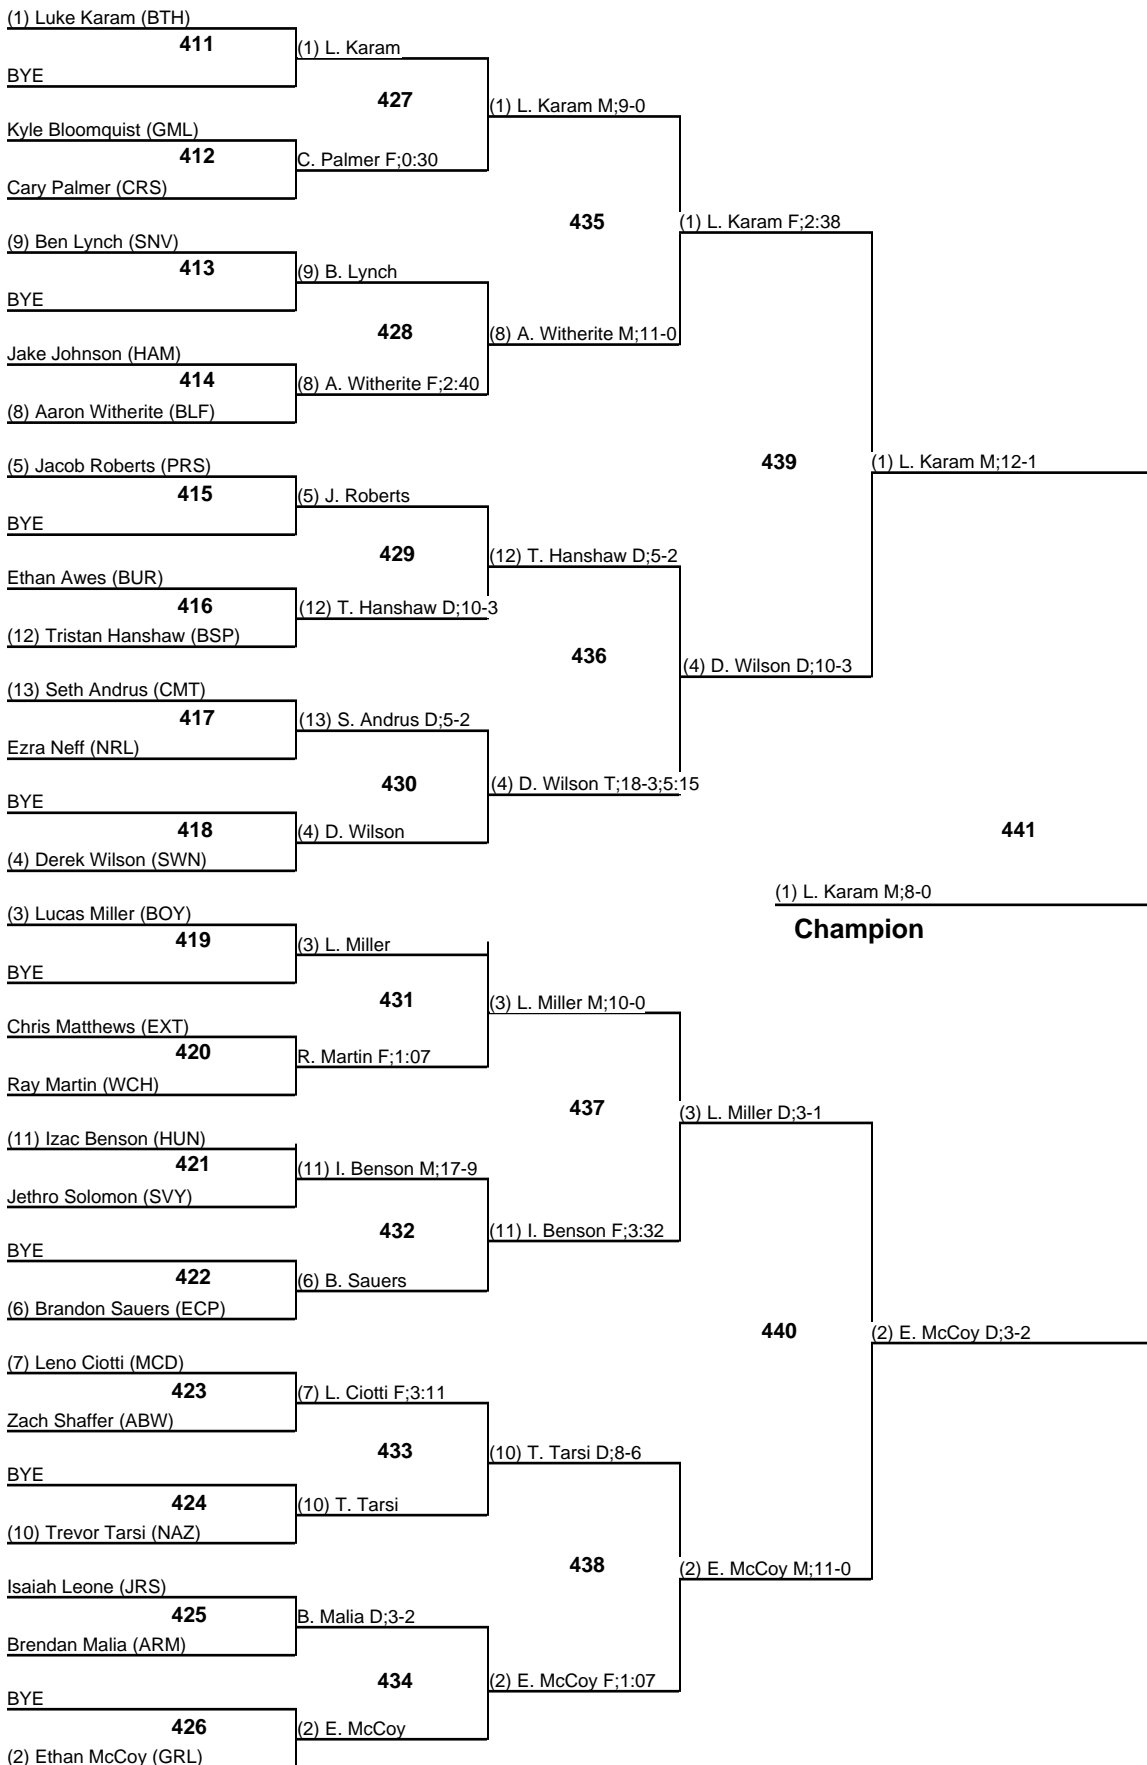 (1) Luke Karam (BTH)
411
(1) L. Karam
BYE
427
(1) L. Karam M;9-0
Kyle Bloomquist (GML)
412
C. Palmer F;0:30
Cary Palmer (CRS)
435
(1) L. Karam F;2:38
(9) Ben Lynch (SNV)
413
(9) B. Lynch
BYE
428
(8) A. Witherite M;11-0
Jake Johnson (HAM)
414
(8) A. Witherite F;2:40
(8) Aaron Witherite (BLF)
439
(1) L. Karam M;12-1
(5) Jacob Roberts (PRS)
415
(5) J. Roberts
BYE
429
(12) T. Hanshaw D;5-2
Ethan Awes (BUR)
416
(12) T. Hanshaw D;10-3
(12) Tristan Hanshaw (BSP)
436
(4) D. Wilson D;10-3
(13) Seth Andrus (CMT)
417
(13) S. Andrus D;5-2
Ezra Neff (NRL)
430
(4) D. Wilson T;18-3;5:15
BYE
418
(4) D. Wilson
(4) Derek Wilson (SWN)
441
(1) L. Karam M;8-0
Champion
(3) Lucas Miller (BOY)
419
(3) L. Miller
BYE
431
(3) L. Miller M;10-0
Chris Matthews (EXT)
420
R. Martin F;1:07
Ray Martin (WCH)
437
(3) L. Miller D;3-1
(11) Izac Benson (HUN)
421
(11) I. Benson M;17-9
Jethro Solomon (SVY)
432
(11) I. Benson F;3:32
BYE
422
(6) B. Sauers
(6) Brandon Sauers (ECP)
440
(2) E. McCoy D;3-2
(7) Leno Ciotti (MCD)
423
(7) L. Ciotti F;3:11
Zach Shaffer (ABW)
433
(10) T. Tarsi D;8-6
BYE
424
(10) T. Tarsi
(10) Trevor Tarsi (NAZ)
438
(2) E. McCoy M;11-0
Isaiah Leone (JRS)
425
B. Malia D;3-2
Brendan Malia (ARM)
434
(2) E. McCoy F;1:07
BYE
426
(2) E. McCoy
(2) Ethan McCoy (GRL)